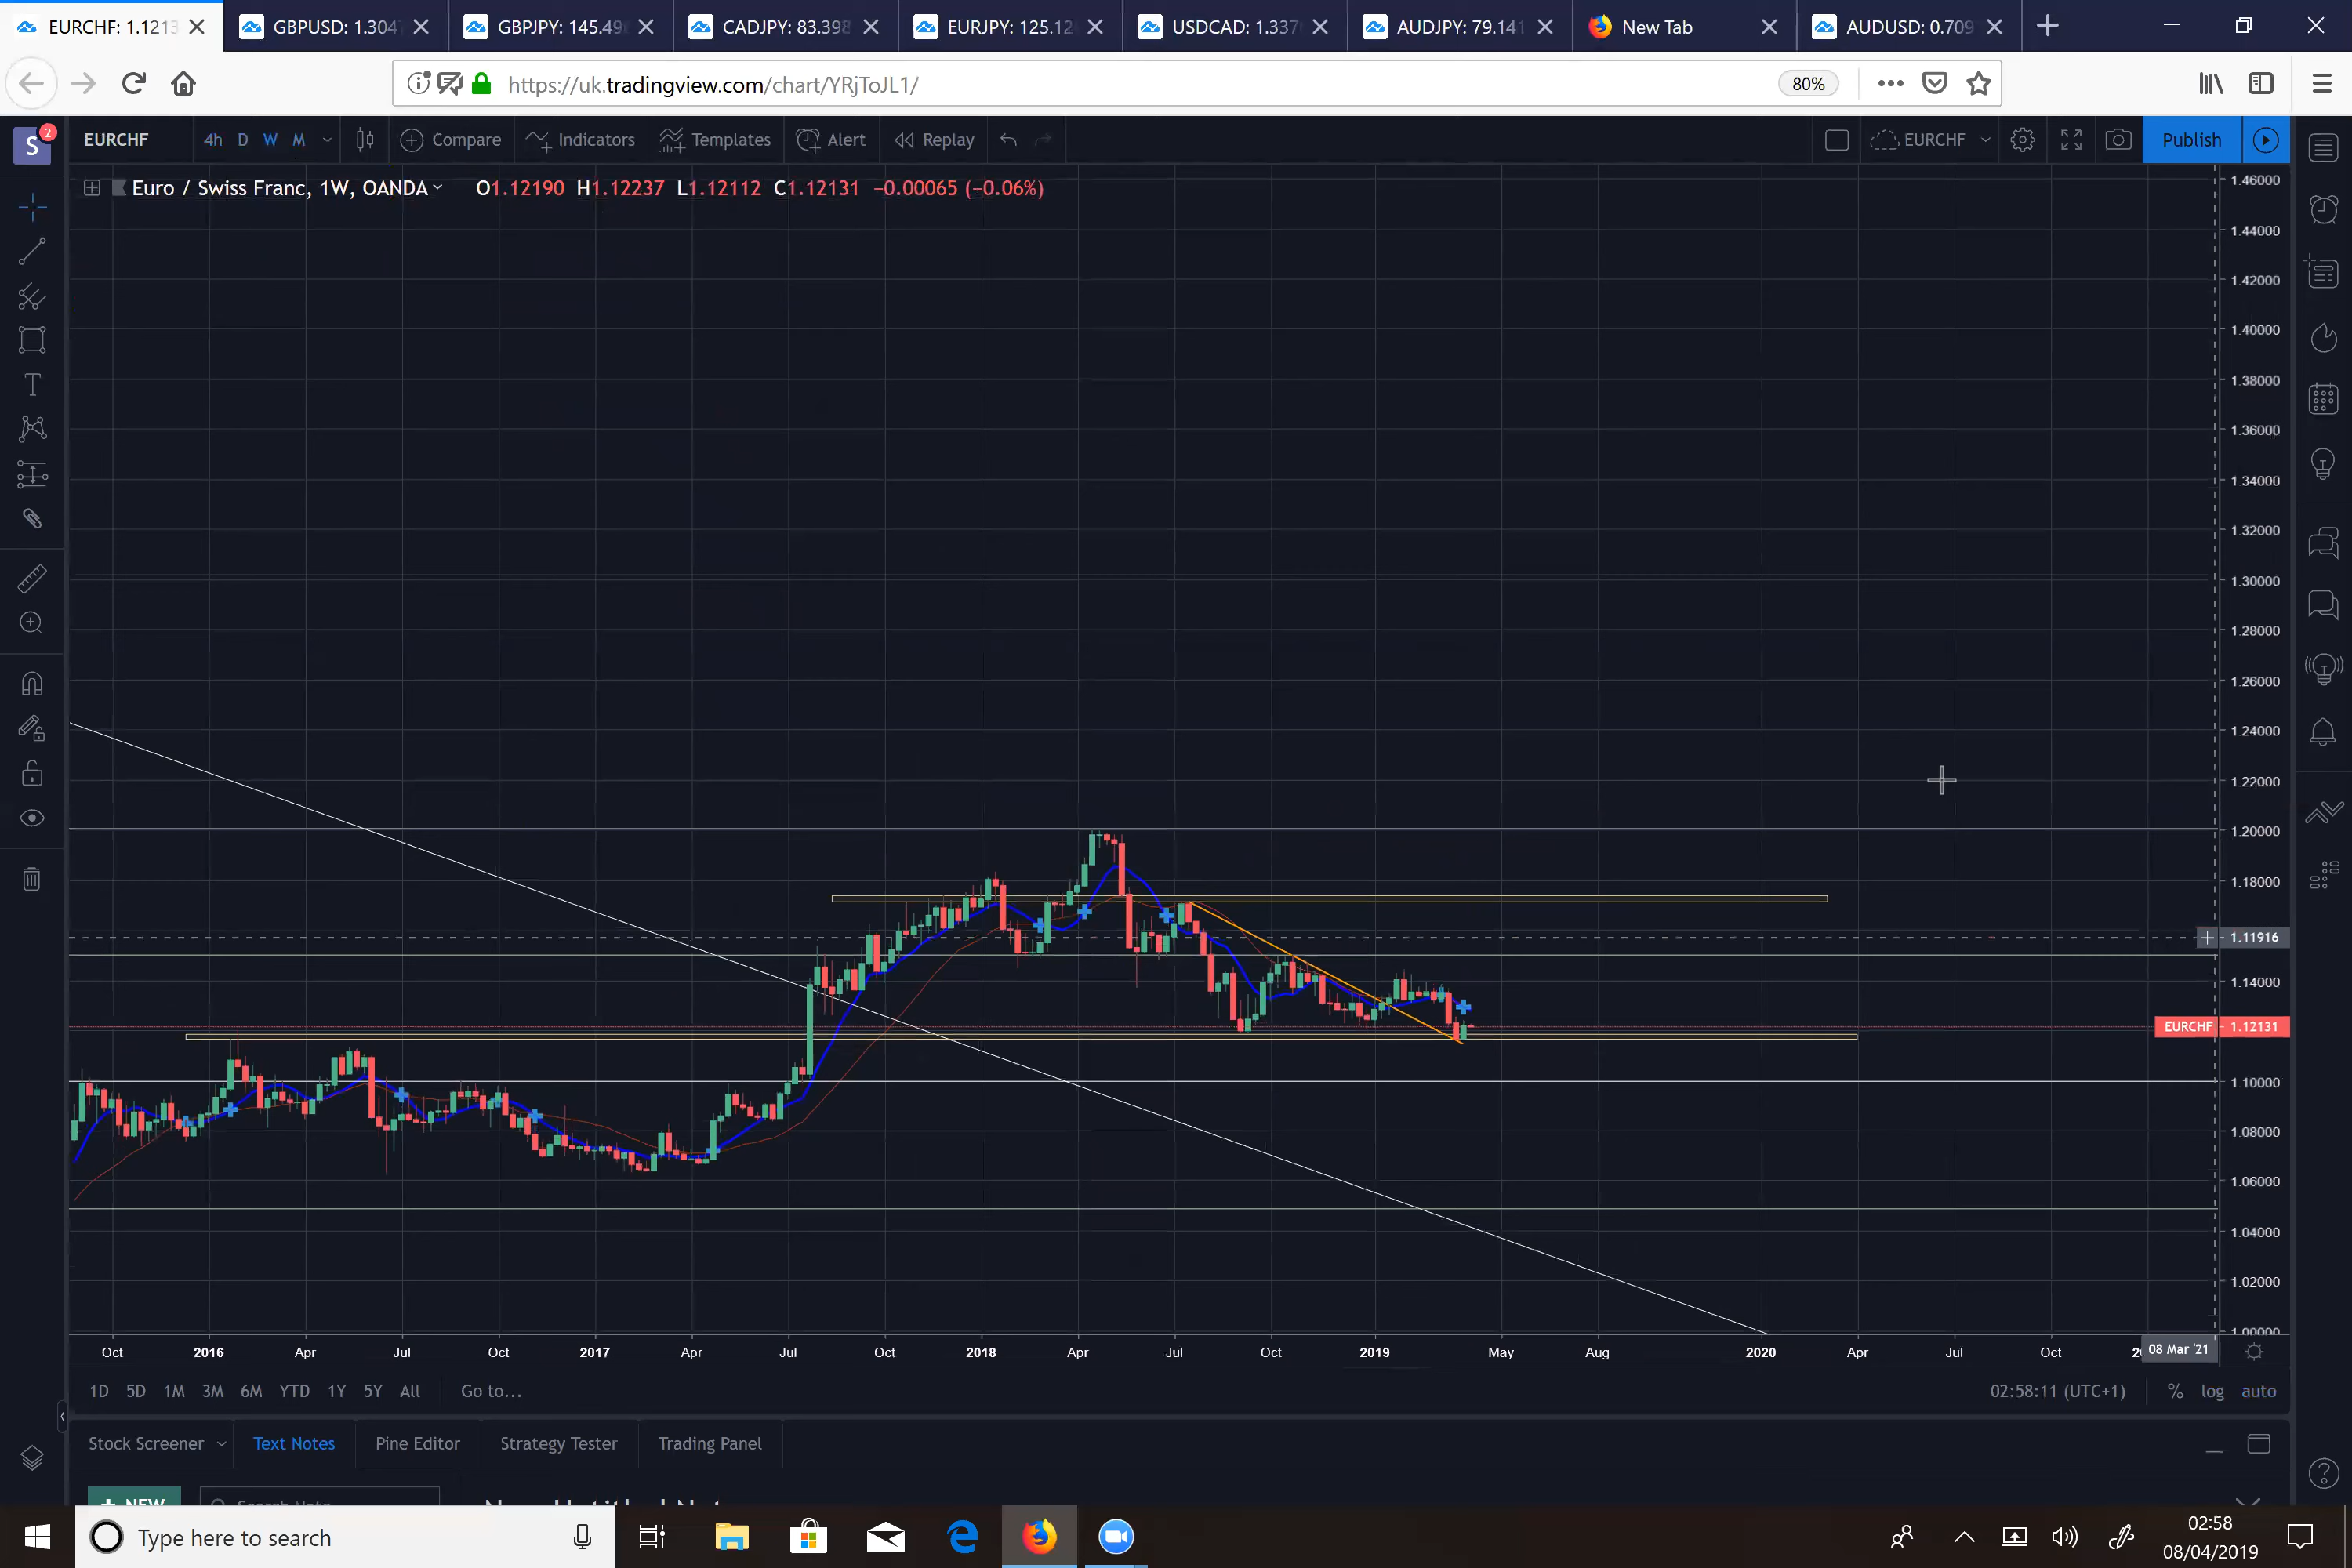 EURCHF: 1.1213 GBPUSD: 1.304 GBPJPY: 145.49 CADJPY: 83.398 EURJPY: 125.12 USDCAD: 1.337 AUDJPY: 79.141 New Tab AUDUSD: 0.709
https://uk.tradingview.com/chart/YRjToJL1/ 80%
S 2 EURCHF 4h D W M Compare Indicators Templates Alert Replay EURCHF Publish
Euro / Swiss Franc, 1W, OANDA O1.12190 H1.12237 L1.12112 C1.12131 −0.00065 (−0.06%)
1.46000
1.44000
1.42000
1.40000
1.38000
1.36000
1.34000
1.32000
1.30000
1.28000
1.26000
1.24000
1.22000
1.20000
1.18000
1.11916
1.14000
EURCHF 1.12131
1.10000
1.08000
1.06000
1.04000
1.02000
1.00000
Oct 2016 Apr Jul Oct 2017 Apr Jul Oct 2018 Apr Jul Oct 2019 May Aug 2020 Apr Jul Oct 08 Mar '21
1D 5D 1M 3M 6M YTD 1Y 5Y All Go to... 02:58:11 (UTC+1) % log auto
Stock Screener Text Notes Pine Editor Strategy Tester Trading Panel
+ NEW Search Note
Type here to search
02:58
08/04/2019